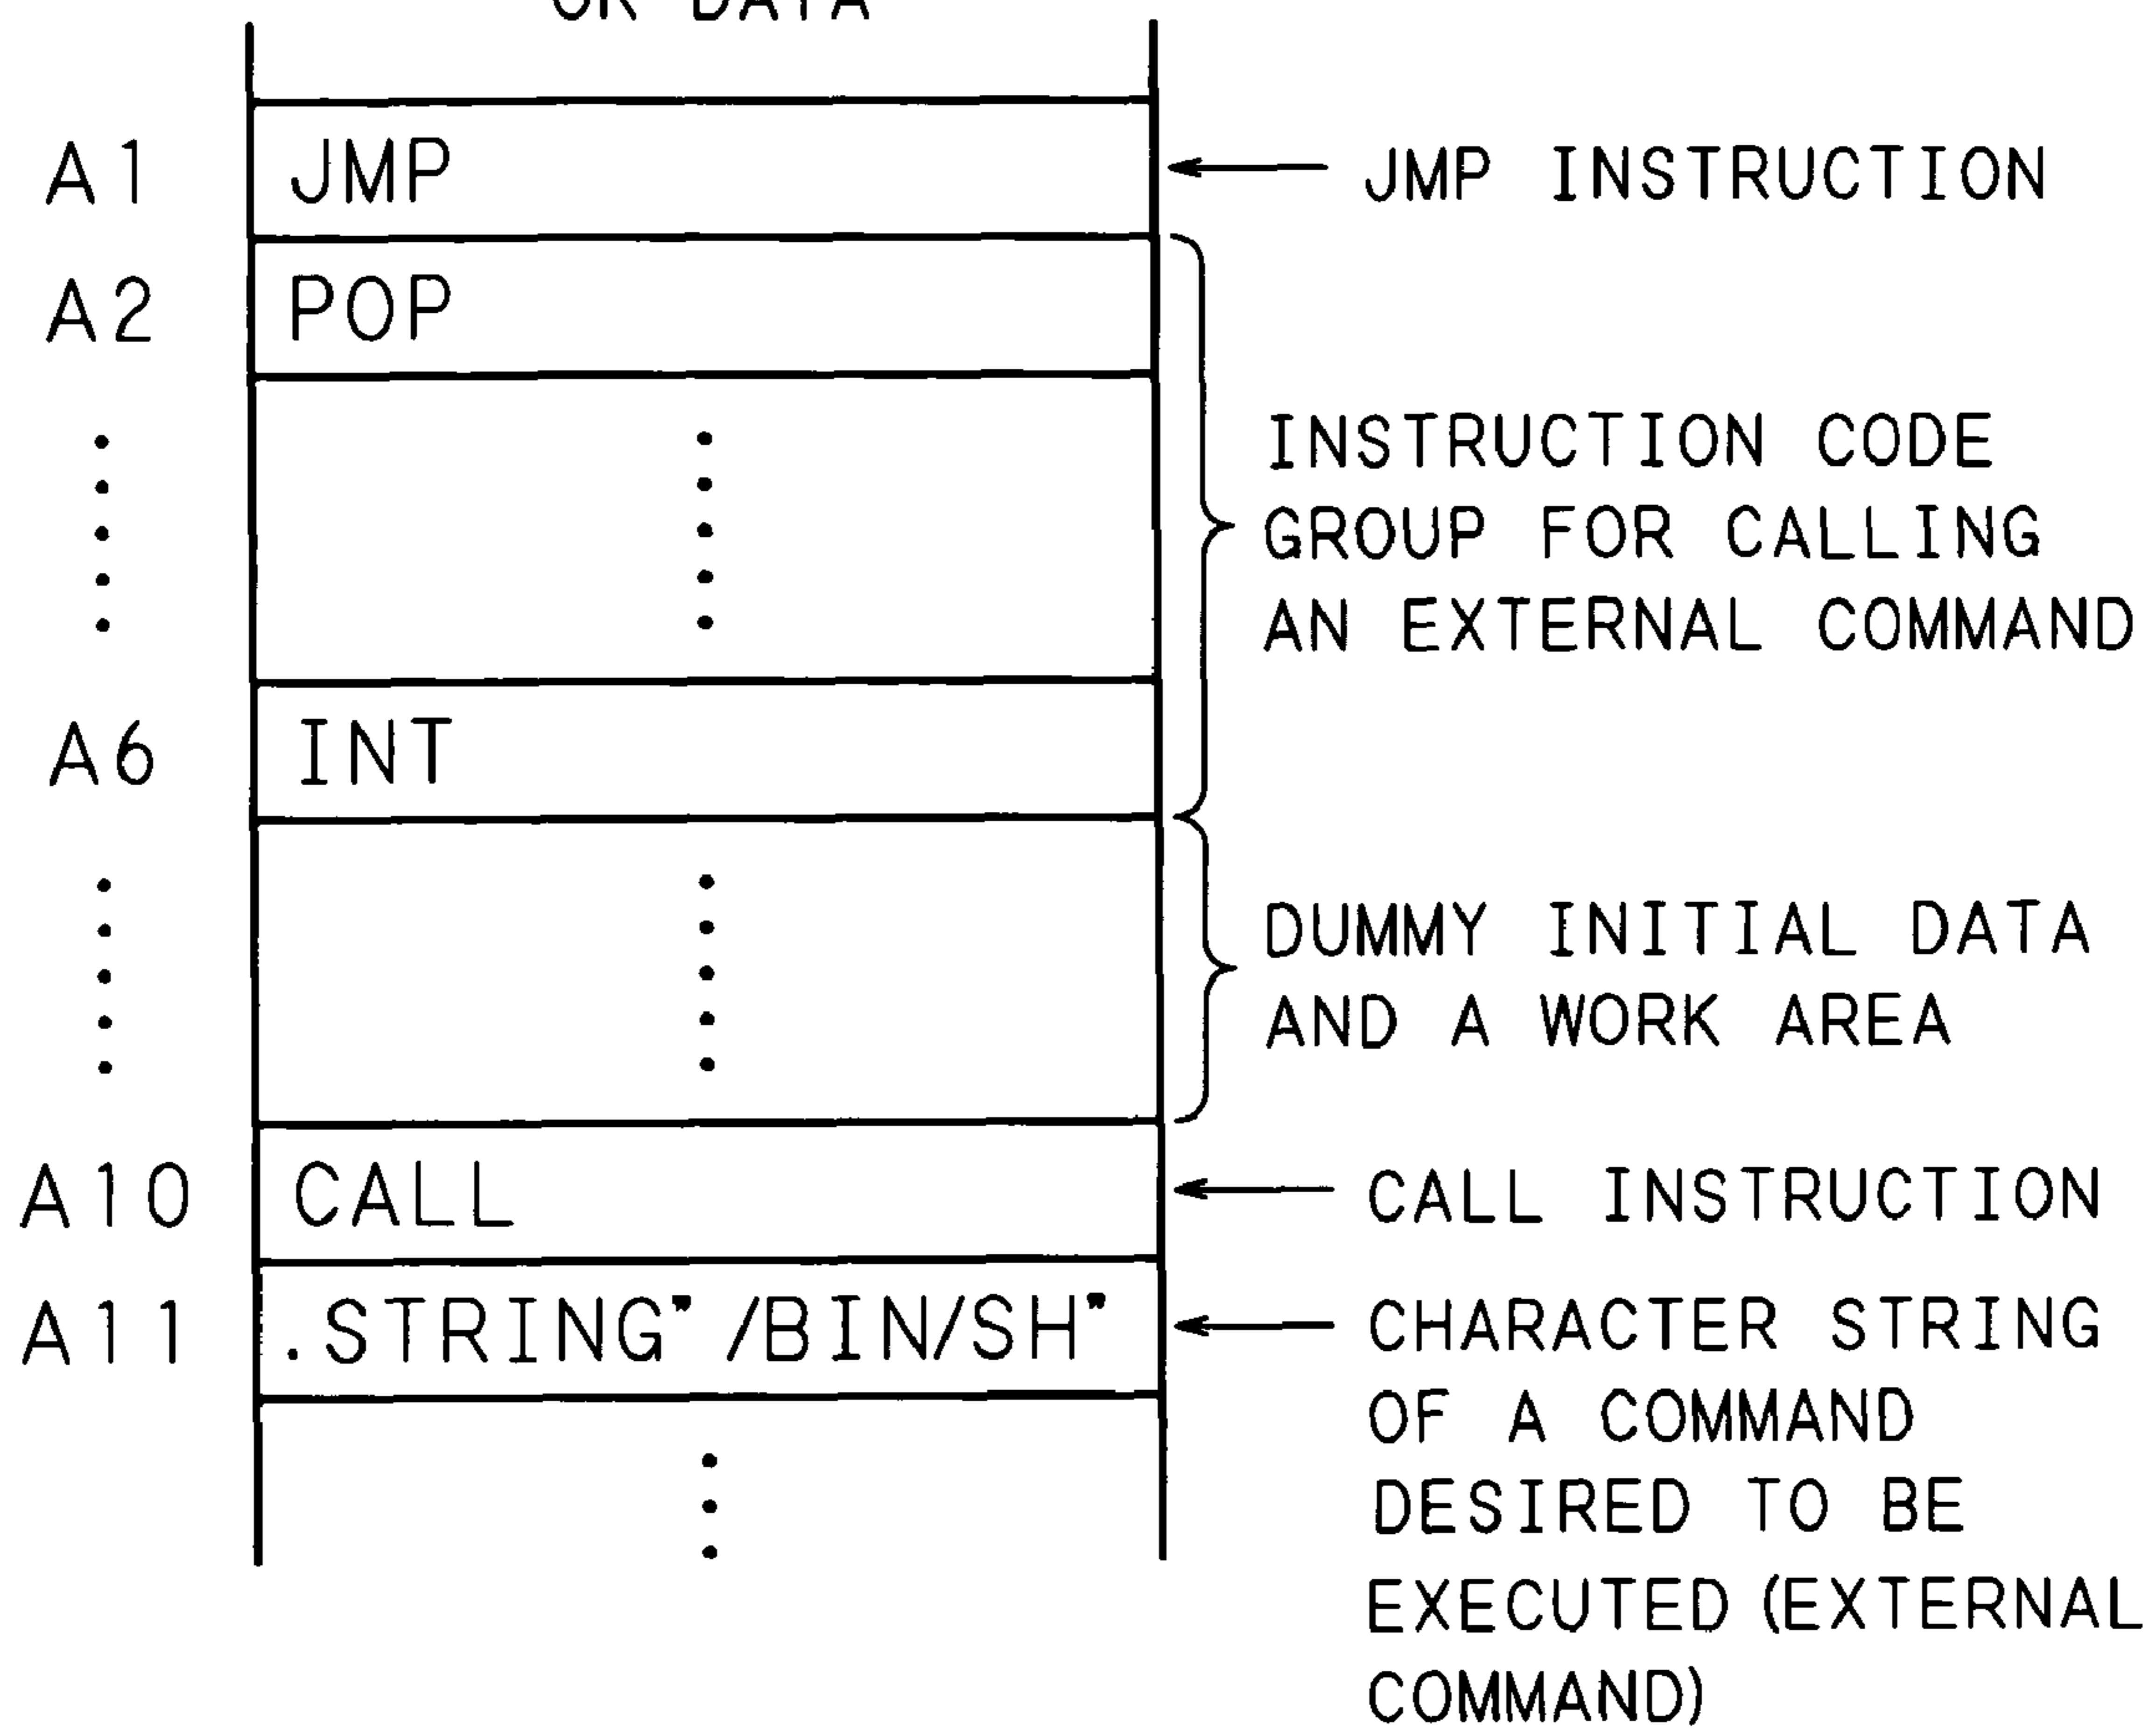 OR DATA
A1 JMP JMP INSTRUCTION
A2 POP
INSTRUCTION CODE
GROUP FOR CALLING
AN EXTERNAL COMMAND
A6 INT
DUMMY INITIAL DATA
AND A WORK AREA
A10 CALL CALL INSTRUCTION
A11 .STRING"/BIN/SH" CHARACTER STRING
OF A COMMAND
DESIRED TO BE
EXECUTED (EXTERNAL
COMMAND)